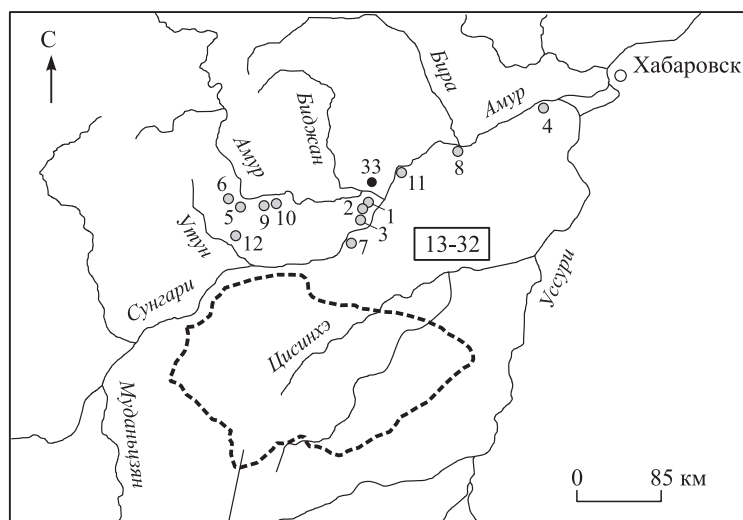 С
Хабаровск
Бира
Амур
4
Биджан
8
33
11
Амур
6
5
9
10
2
1
3
Утун
12
7
13-32
Уссури
Сунгари
Цисинхэ
Муданьцзян
0 85 км